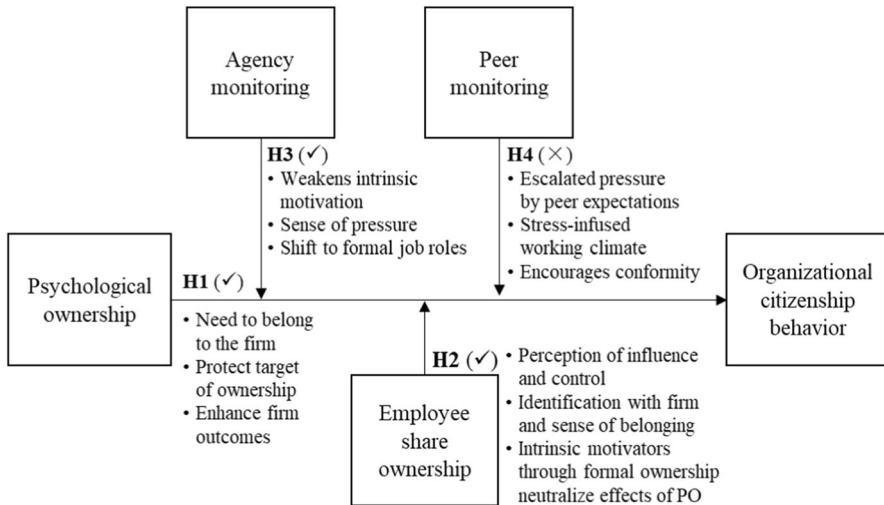 Agency
monitoring
Peer
monitoring
H3 (✓)
• Weakens intrinsic
motivation
• Sense of pressure
• Shift to formal job roles
H4 (×)
• Escalated pressure
by peer expectations
• Stress-infused
working climate
• Encourages conformity
Psychological
ownership
H1 (✓)
• Need to belong
to the firm
• Protect target
of ownership
• Enhance firm
outcomes
Organizational
citizenship
behavior
H2 (✓)
Employee
share
ownership
• Perception of influence
and control
• Identification with firm
and sense of belonging
• Intrinsic motivators
through formal ownership
neutralize effects of PO